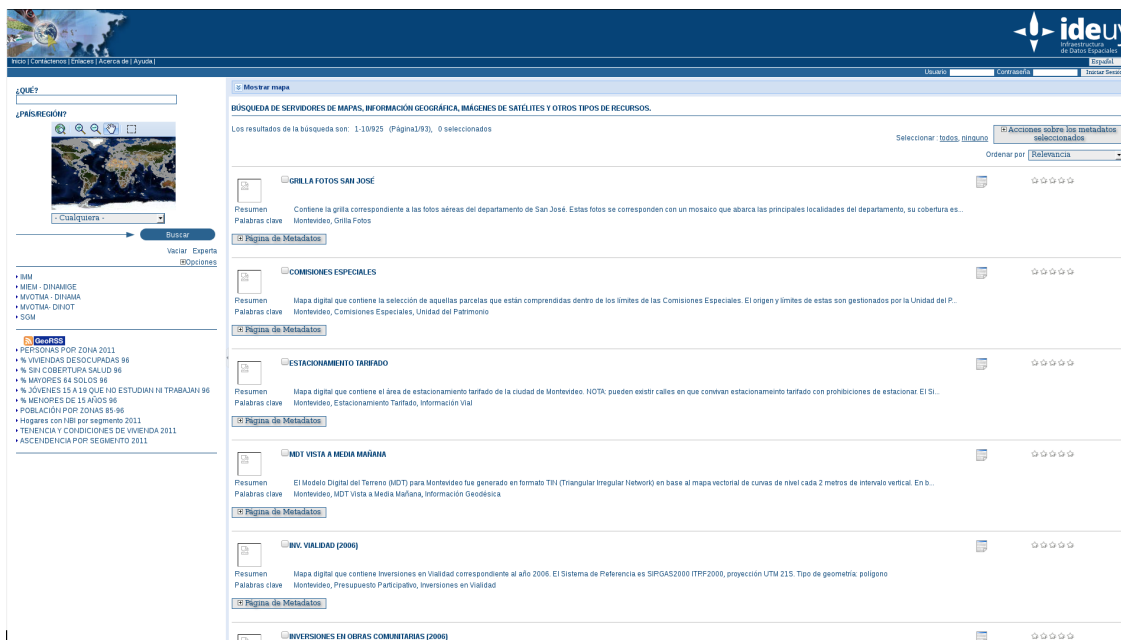 ideuy
Infraestructura
de Datos Espaciales
Inicio | Contáctenos | Enlaces | Acerca de | Ayuda |
Español
Usuario
Contraseña
Iniciar Sesió
¿QUÉ?
¿PAÍS/REGIÓN?
- Cualquiera -
Buscar
Vaciar Experta
Opciones
IMM
MIEM - DINAMIGE
MVOTMA - DINAMA
MVOTMA- DINOT
SGM
GeoRSS
PERSONAS POR ZONA 2011
% VIVIENDAS DESOCUPADAS 96
% SIN COBERTURA SALUD 96
% MAYORES 64 SOLOS 96
% JÓVENES 15 A 19 QUE NO ESTUDIAN NI TRABAJAN 96
% MENORES DE 15 AÑOS 96
POBLACIÓN POR ZONAS 85-96
Hogares con NBI por segmento 2011
TENENCIA Y CONDICIONES DE VIVIENDA 2011
ASCENDENCIA POR SEGMENTO 2011
Mostrar mapa
BÚSQUEDA DE SERVIDORES DE MAPAS, INFORMACIÓN GEOGRÁFICA, IMÁGENES DE SATÉLITES Y OTROS TIPOS DE RECURSOS.
Los resultados de la búsqueda son: 1-10/925 (Página1/93), 0 seleccionados
Seleccionar : todos, ninguno
Acciones sobre los metadatos
seleccionados
Ordenar por Relevancia
GRILLA FOTOS SAN JOSÉ
Resumen Contiene la grilla correspondiente a las fotos aéreas del departamento de San José. Estas fotos se corresponden con un mosaico que abarca las principales localidades del departamento, su cobertura es...
Palabras clave Montevideo, Grilla Fotos
Página de Metadatos
COMISIONES ESPECIALES
Resumen Mapa digital que contiene la selección de aquellas parcelas que están comprendidas dentro de los límites de las Comisiones Especiales. El origen y límites de estas son gestionados por la Unidad del P...
Palabras clave Montevideo, Comisiones Especiales, Unidad del Patrimonio
Página de Metadatos
ESTACIONAMIENTO TARIFADO
Resumen Mapa digital que contiene el área de estacionamiento tarifado de la ciudad de Montevideo. NOTA: pueden existir calles en que convivan estacionameinto tarifado con prohibiciones de estacionar. El Si...
Palabras clave Montevideo, Estacionamiento Tarifado, Información Vial
Página de Metadatos
MDT VISTA A MEDIA MAÑANA
Resumen El Modelo Digital del Terreno (MDT) para Montevideo fue generado en formato TIN (Triangular Irregular Network) en base al mapa vectorial de curvas de nivel cada 2 metros de intervalo vertical. En b...
Palabras clave Montevideo, MDT Vista a Media Mañana, Información Geodésica
Página de Metadatos
INV. VIALIDAD (2006)
Resumen Mapa digital que contiene Inversiones en Vialidad correspondiente al año 2006. El Sistema de Referencia es SIRGAS2000 ITRF2000, proyección UTM 21S. Tipo de geometría: polígono
Palabras clave Montevideo, Presupuesto Participativo, Inversiones en Vialidad
Página de Metadatos
INVERSIONES EN OBRAS COMUNITARIAS (2006)